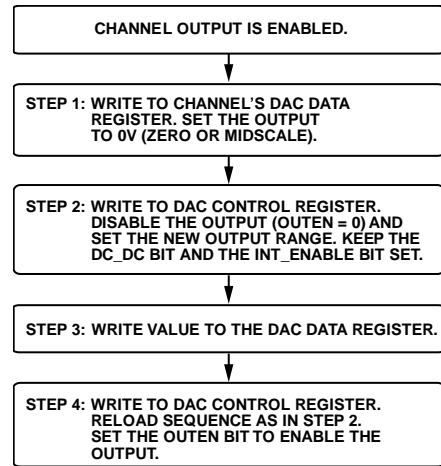 CHANNEL OUTPUT IS ENABLED.
STEP 1: WRITE TO CHANNEL'S DAC DATA
REGISTER. SET THE OUTPUT
TO 0V (ZERO OR MIDSCALE).
STEP 2: WRITE TO DAC CONTROL REGISTER.
DISABLE THE OUTPUT (OUTEN = 0) AND
SET THE NEW OUTPUT RANGE. KEEP THE
DC_DC BIT AND THE INT_ENABLE BIT SET.
STEP 3: WRITE VALUE TO THE DAC DATA REGISTER.
STEP 4: WRITE TO DAC CONTROL REGISTER.
RELOAD SEQUENCE AS IN STEP 2.
SET THE OUTEN BIT TO ENABLE THE
OUTPUT.